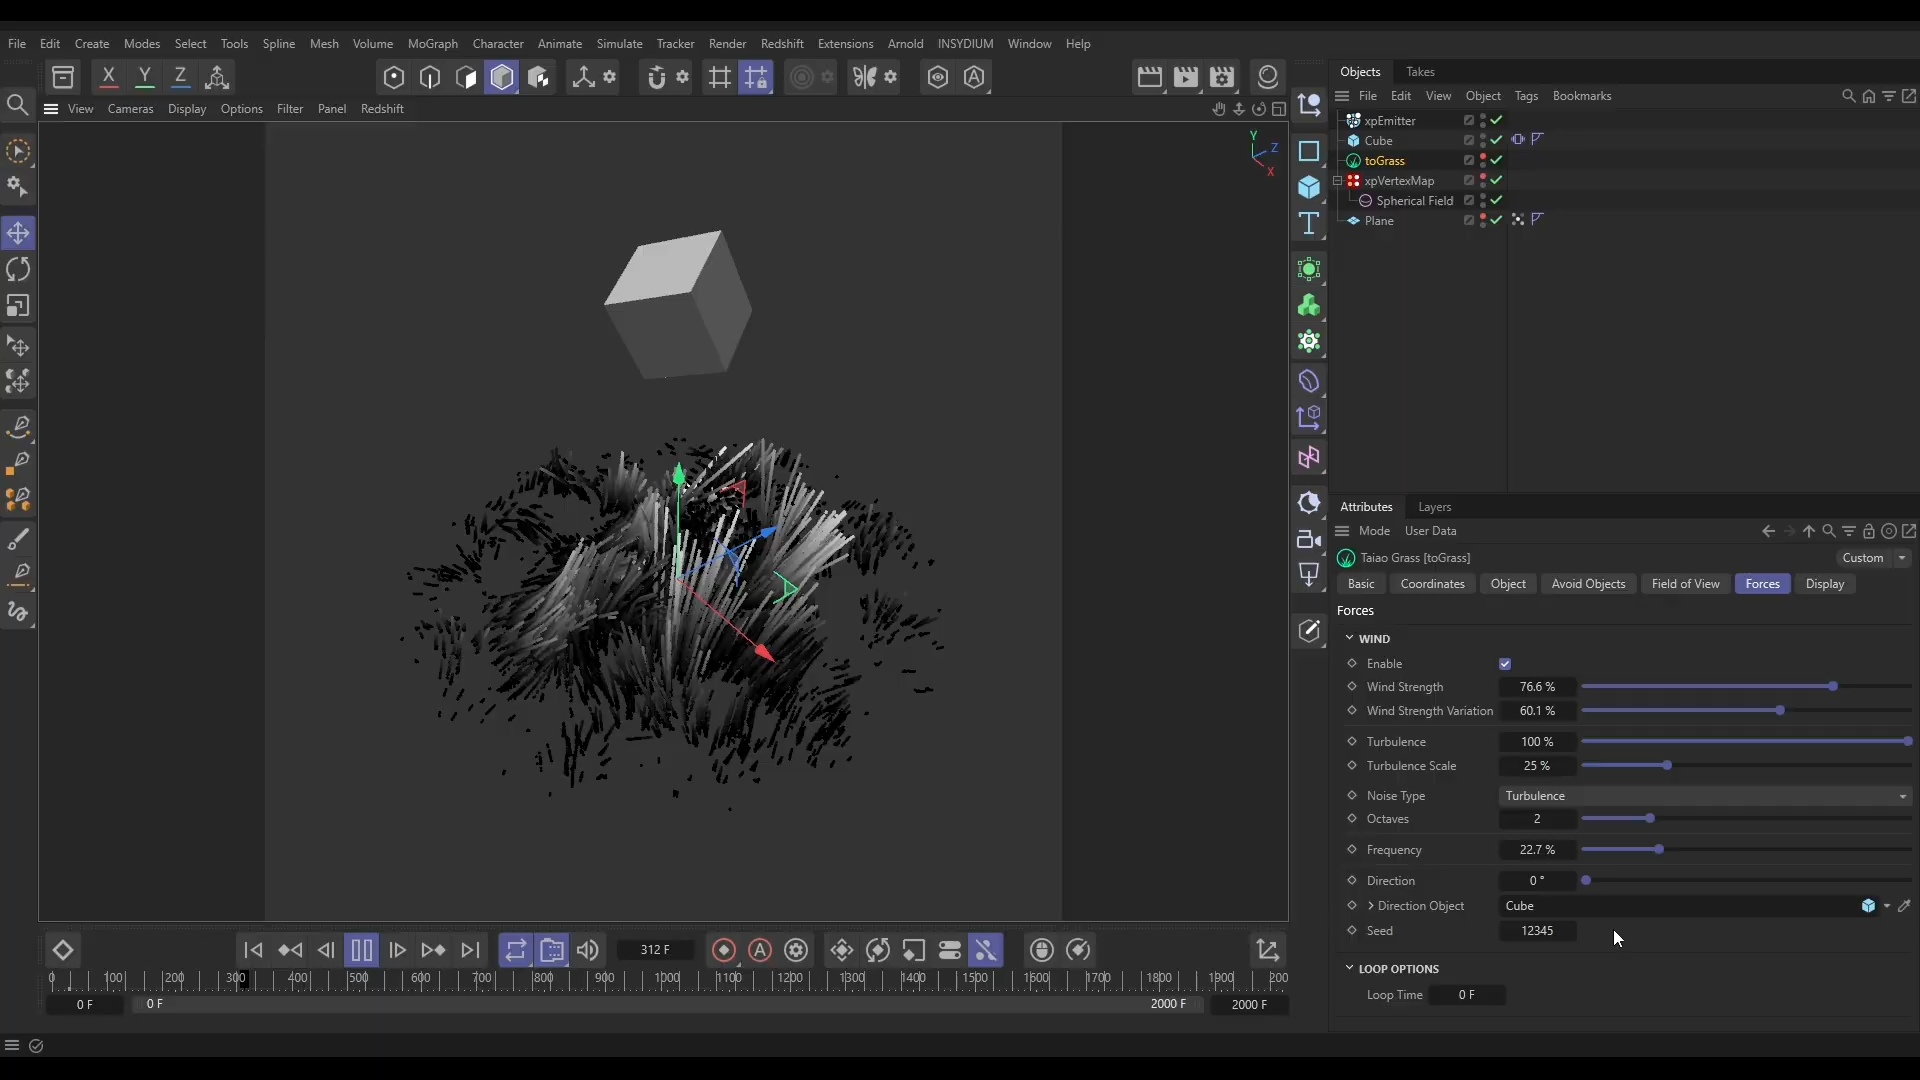 File Edit Create Modes Select Tools Spline Mesh Volume MoGraph Character Animate Simulate Tracker Render Redshift Extensions Arnold INSYDIUM Window Help
X Y Z
Objects Takes
View Cameras Display Options Filter Panel Redshift
File Edit View Object Tags Bookmarks
xpEmitter
Cube
toGrass
xpVertexMap
Spherical Field
Plane
Y
Z
X
Attributes Layers
Mode User Data
Taiao Grass [toGrass] Custom
Basic Coordinates Object Avoid Objects Field of View Forces Display
Forces
WIND
Enable
Wind Strength 76.6 %
Wind Strength Variation 60.1 %
Turbulence 100 %
Turbulence Scale 25 %
Noise Type Turbulence
Octaves 2
Frequency 22.7 %
Direction 0 °
Direction Object Cube
Seed 12345
LOOP OPTIONS
Loop Time 0 F
312 F
0 100 200 300 400 500 600 700 800 900 1000 1100 1200 1300 1400 1500 1600 1700 1800 1900 200
0 F 0 F 2000 F 2000 F